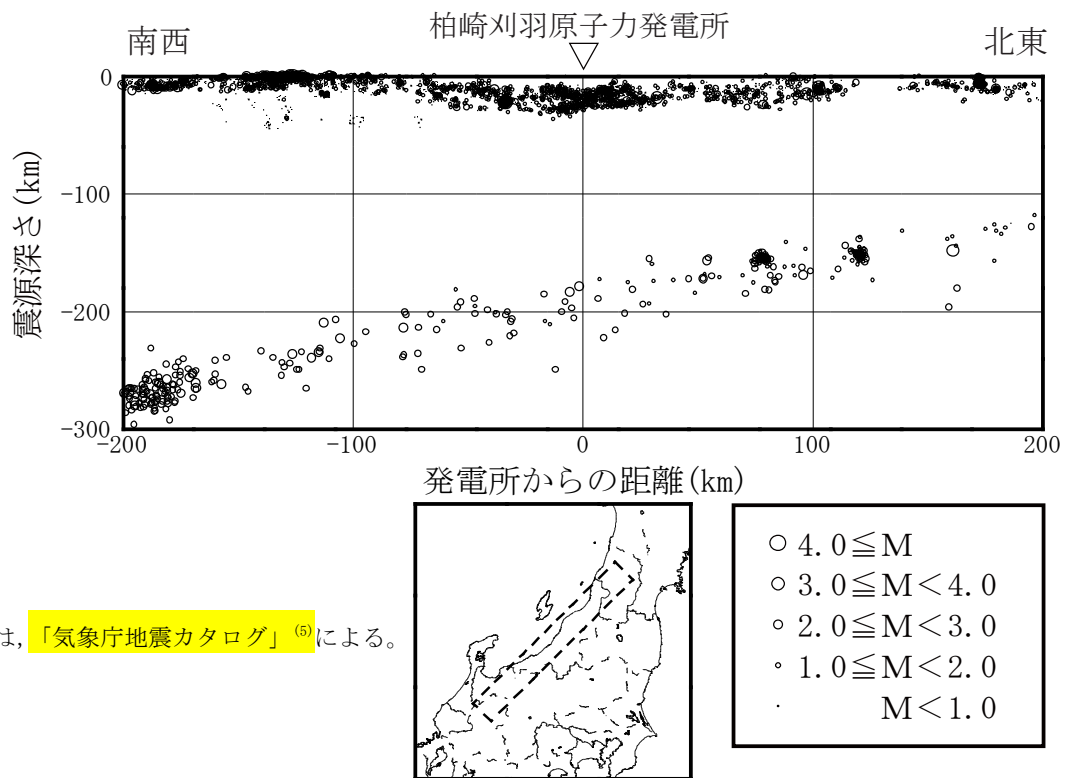 柏崎刈羽原子力発電所
南西
北東
震源深さ(km)
0
-100
-200
-300
-200
-100
0
100
200
発電所からの距離(km)
は,「気象庁地震カタログ」(5)による。
4.0≦M
3.0≦M<4.0
2.0≦M<3.0
1.0≦M<2.0
M<1.0